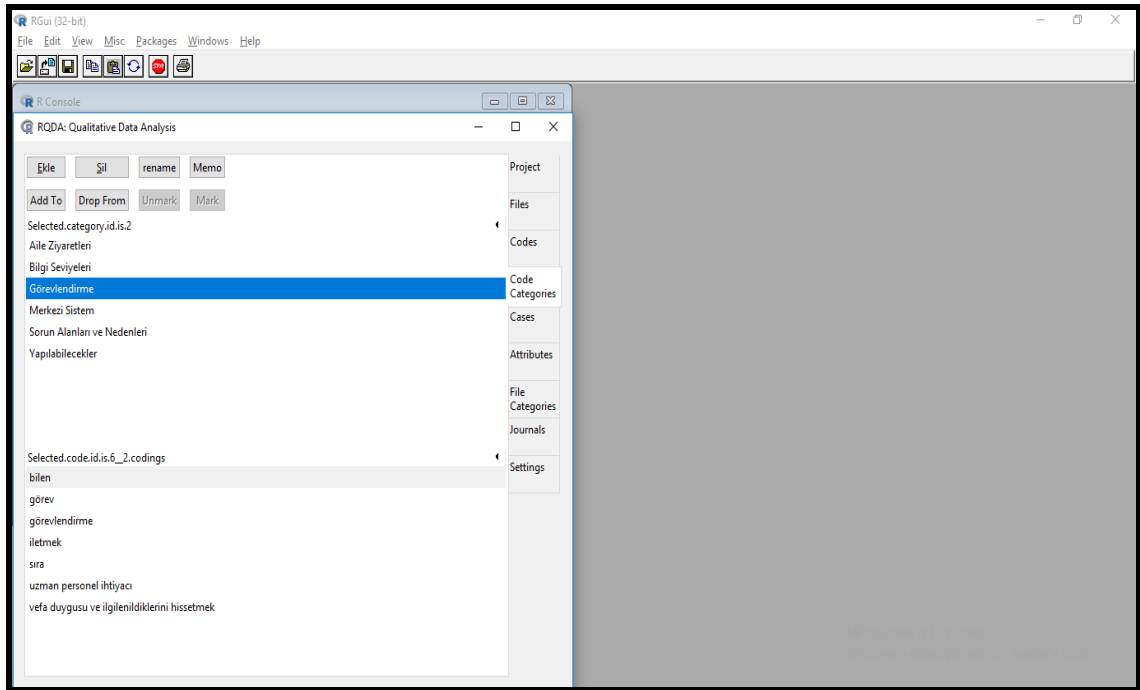 RGui (32-bit)
File Edit View Misc Packages Windows Help
STOP
R Console
RQDA: Qualitative Data Analysis
Ekle Sil rename Memo
Add To Drop From Unmark Mark
Selected.category.id.is.2
Aile Ziyaretleri
Bilgi Seviyeleri
Görevlendirme
Merkezi Sistem
Sorun Alanları ve Nedenleri
Yapılabilecekler
Selected.code.id.is.6__2.codings
bilen
görev
görevlendirme
iletmek
sıra
uzman personel ihtiyacı
vefa duygusu ve ilgilenildiklerini hissetmek
Project
Files
Codes
Code
Categories
Cases
Attributes
File
Categories
Journals
Settings